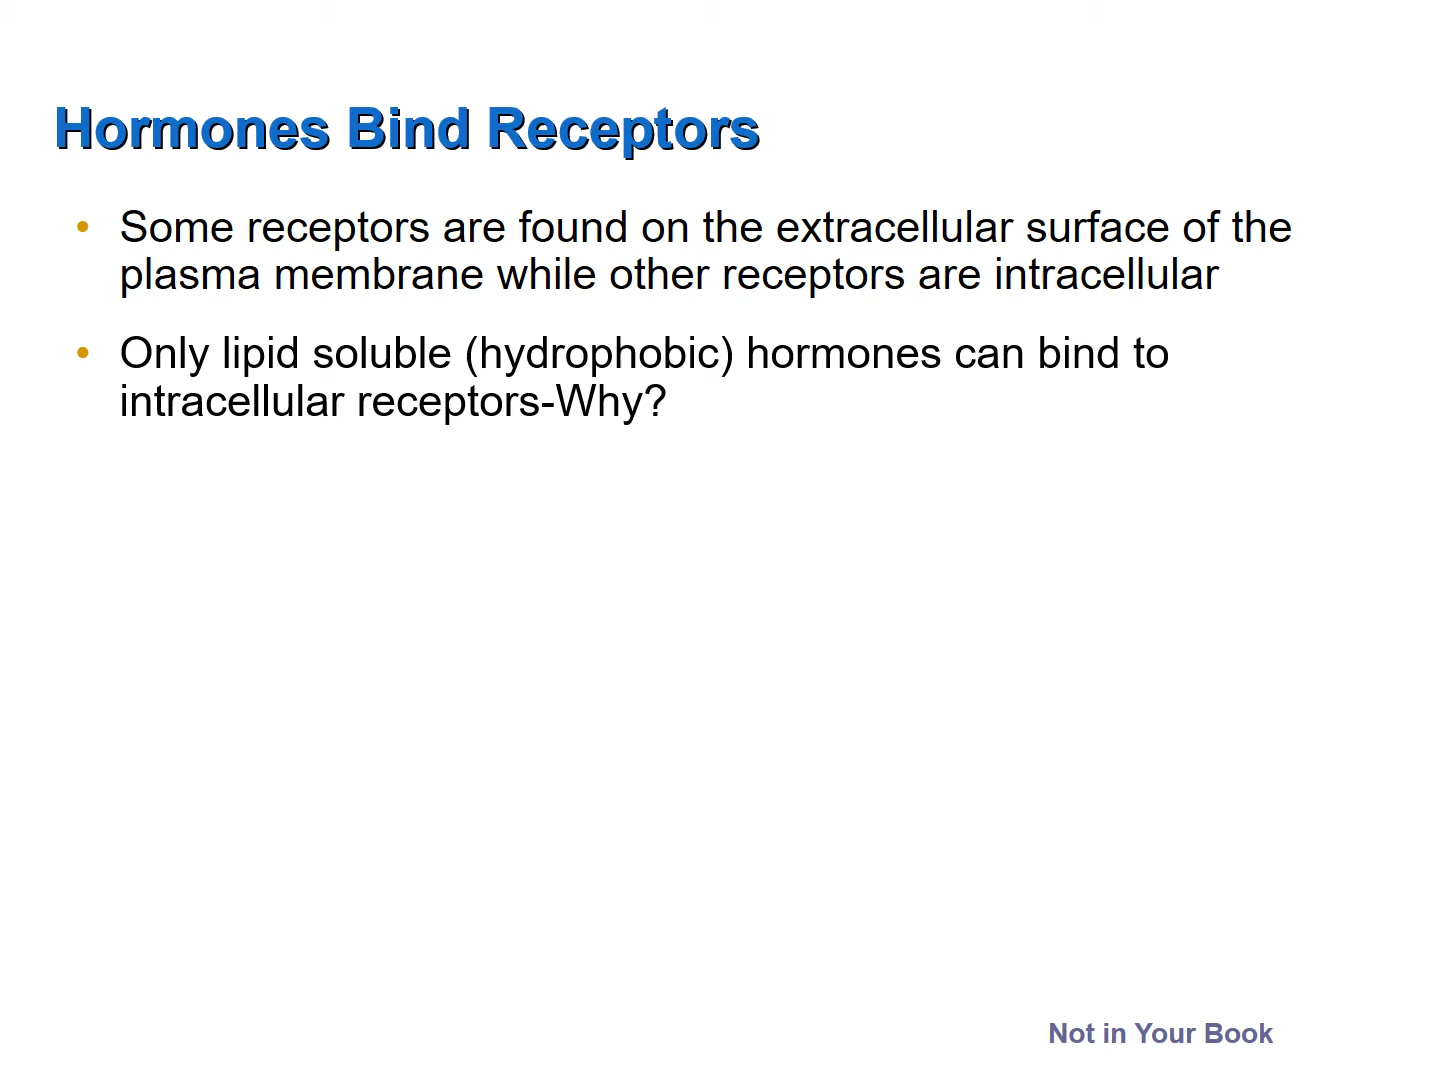 Hormones Bind Receptors
• Some receptors are found on the extracellular surface of the
plasma membrane while other receptors are intracellular
• Only lipid soluble (hydrophobic) hormones can bind to
intracellular receptors-Why?
Not in Your Book